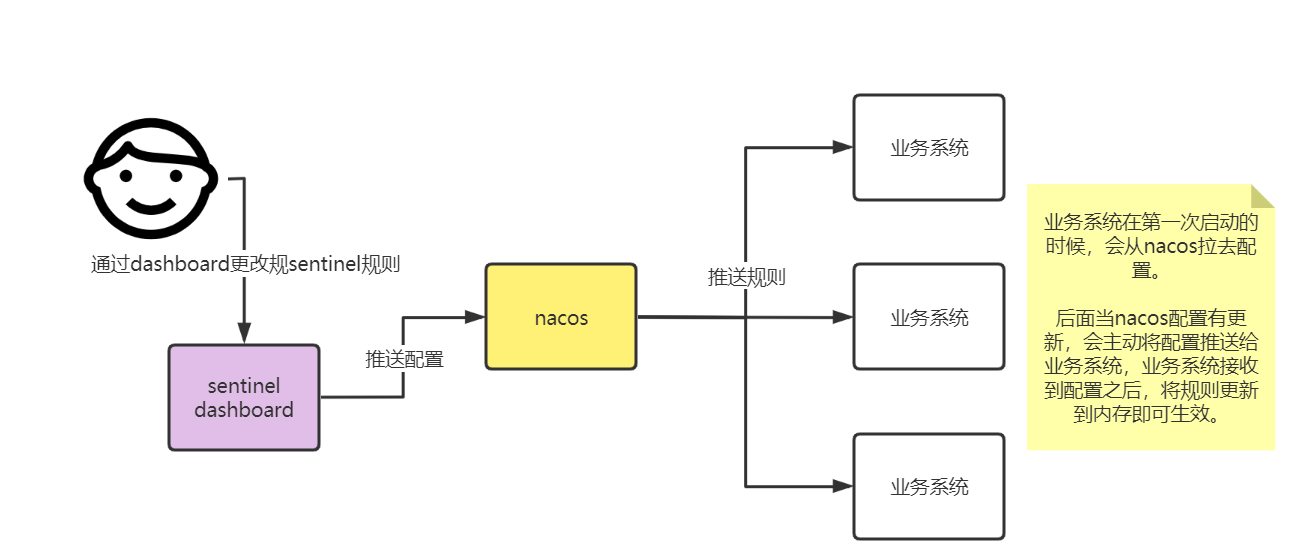 通过dashboard更改规sentinel规则
sentinel
dashboard
推送配置
nacos
推送规则
业务系统
业务系统
业务系统
业务系统在第一次启动的
时候，会从nacos拉去配
置。
后面当nacos配置有更
新，会主动将配置推送给
业务系统，业务系统接收
到配置之后，将规则更新
到内存即可生效。